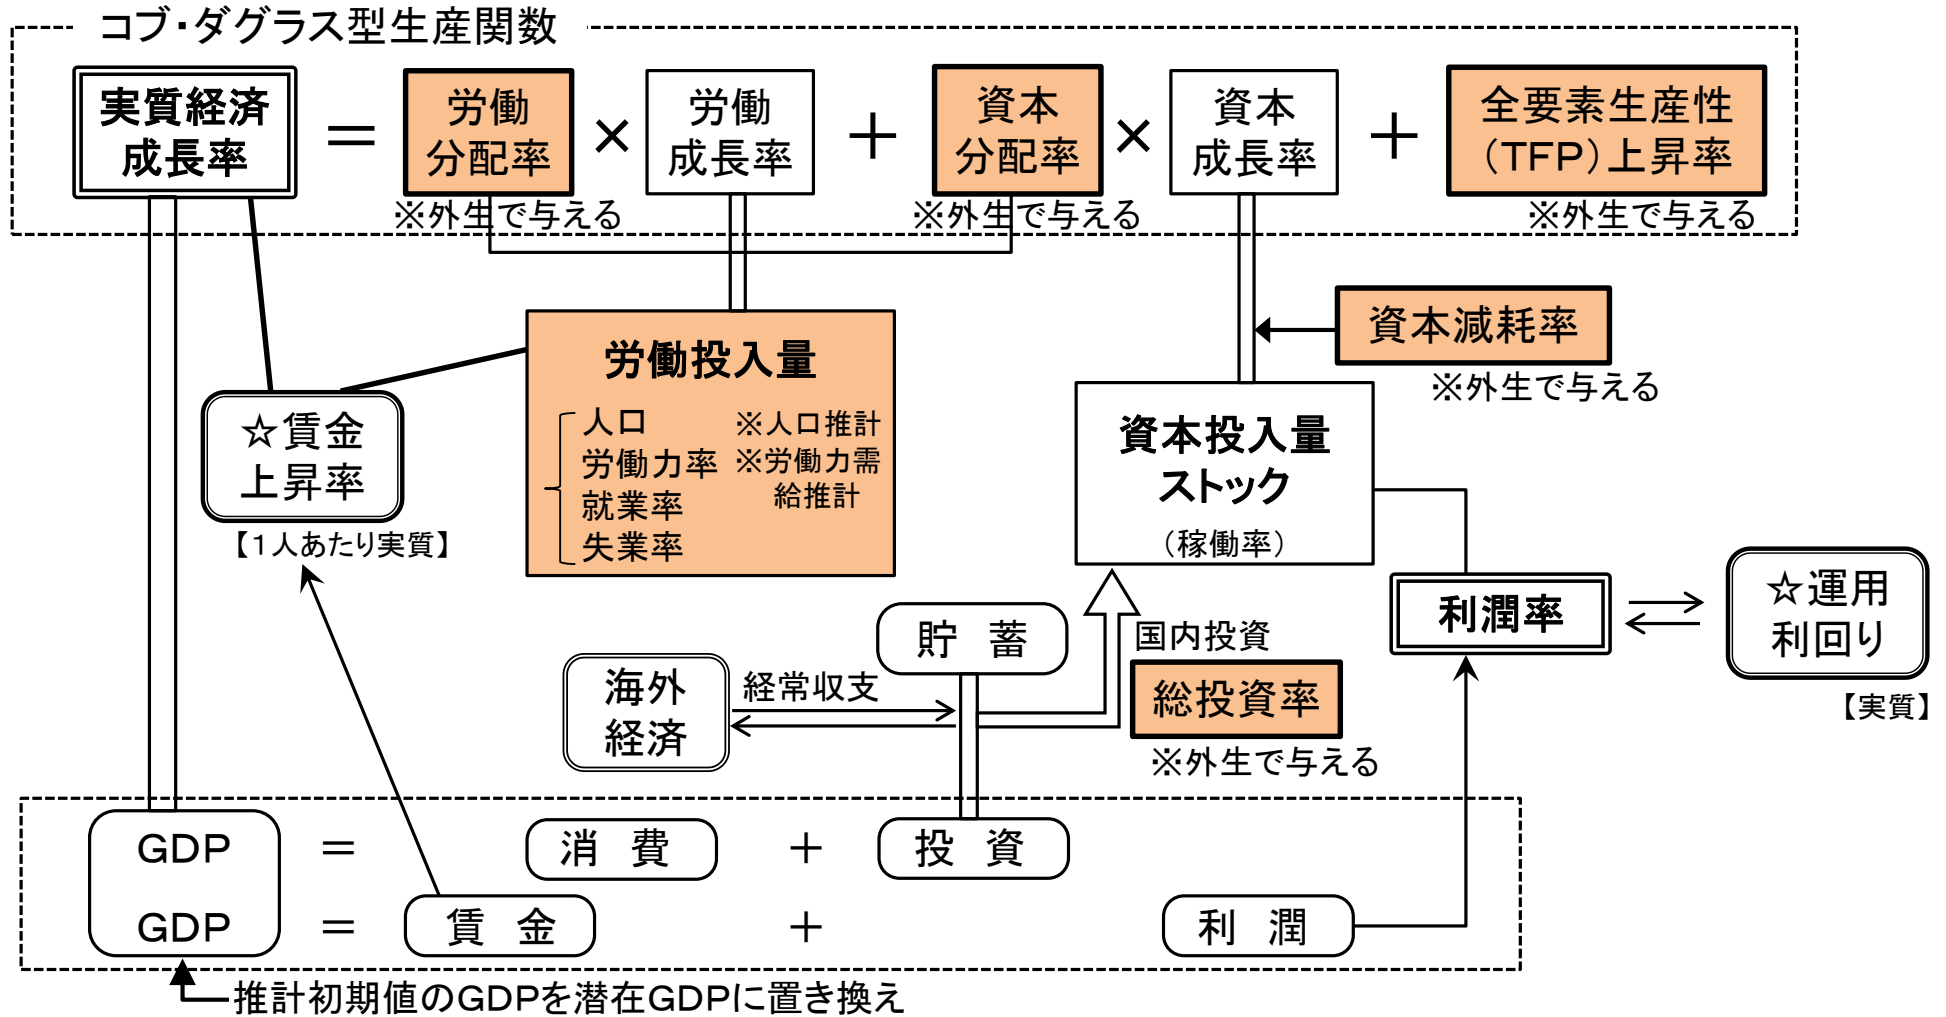 コブ・ダグラス型生産関数
実質経済
成長率
＝
労働
分配率
×
労働
成長率
＋
資本
分配率
×
資本
成長率
＋
全要素生産性
（TFP）上昇率
※外生で与える
※外生で与える
※外生で与える
資本減耗率
※外生で与える
労働投入量
人口
労働力率
就業率
失業率
※人口推計
※労働力需
給推計
☆賃金
上昇率
【１人あたり実質】
資本投入量
ストック
（稼働率）
利潤率
☆運用
利回り
【実質】
貯　蓄
国内投資
海外
経済
経常収支
総投資率
※外生で与える
GDP　＝　消　費　＋　投　資
GDP　＝　賃　金　＋　利　潤
推計初期値のGDPを潜在GDPに置き換え